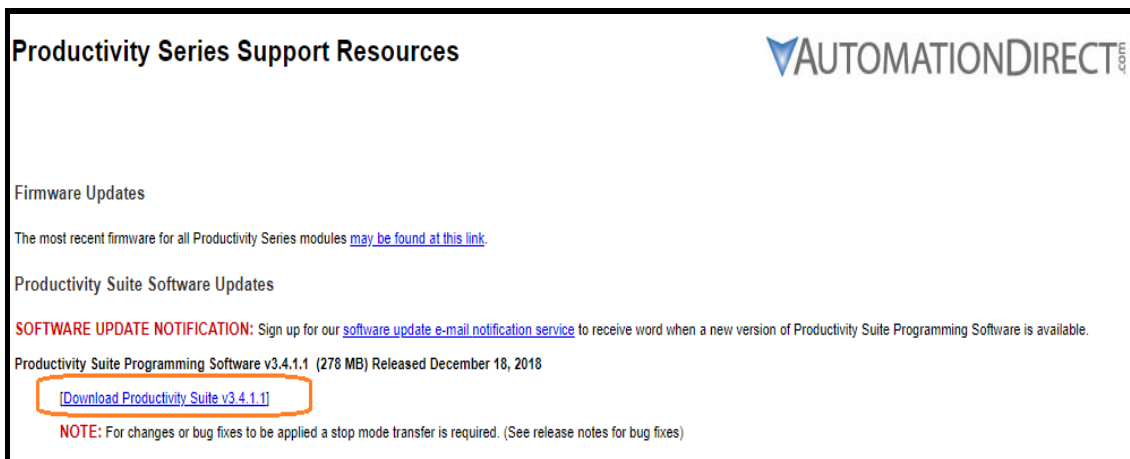 Productivity Series Support Resources
AUTOMATIONDIRECT.com
Firmware Updates
The most recent firmware for all Productivity Series modules may be found at this link.
Productivity Suite Software Updates
SOFTWARE UPDATE NOTIFICATION: Sign up for our software update e-mail notification service to receive word when a new version of Productivity Suite Programming Software is available.
Productivity Suite Programming Software v3.4.1.1 (278 MB) Released December 18, 2018
[Download Productivity Suite v3.4.1.1]
NOTE: For changes or bug fixes to be applied a stop mode transfer is required. (See release notes for bug fixes)